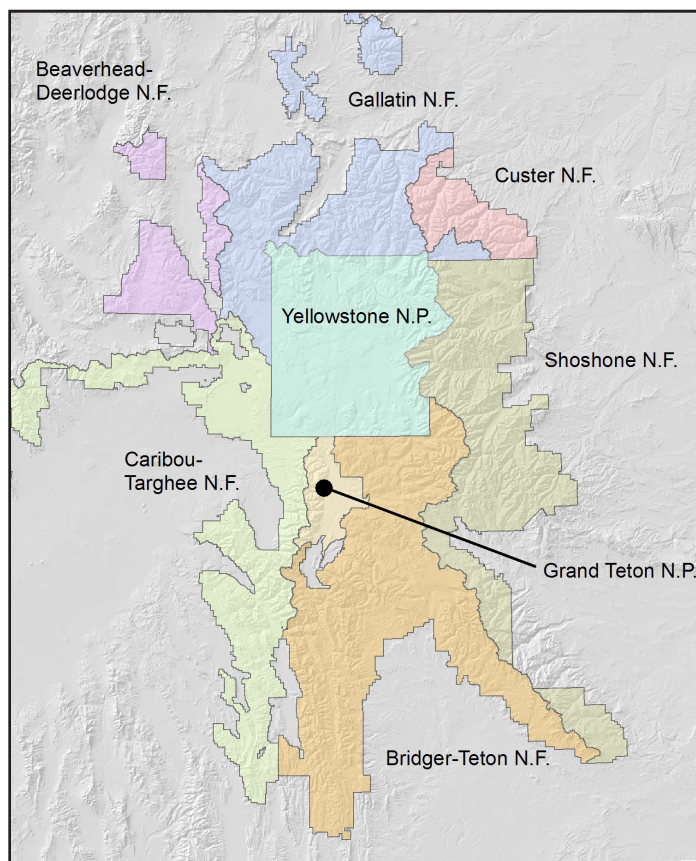 Beaverhead-
Deerlodge N.F.
Gallatin N.F.
Custer N.F.
Yellowstone N.P.
Shoshone N.F.
Caribou-
Targhee N.F.
Grand Teton N.P.
Bridger-Teton N.F.